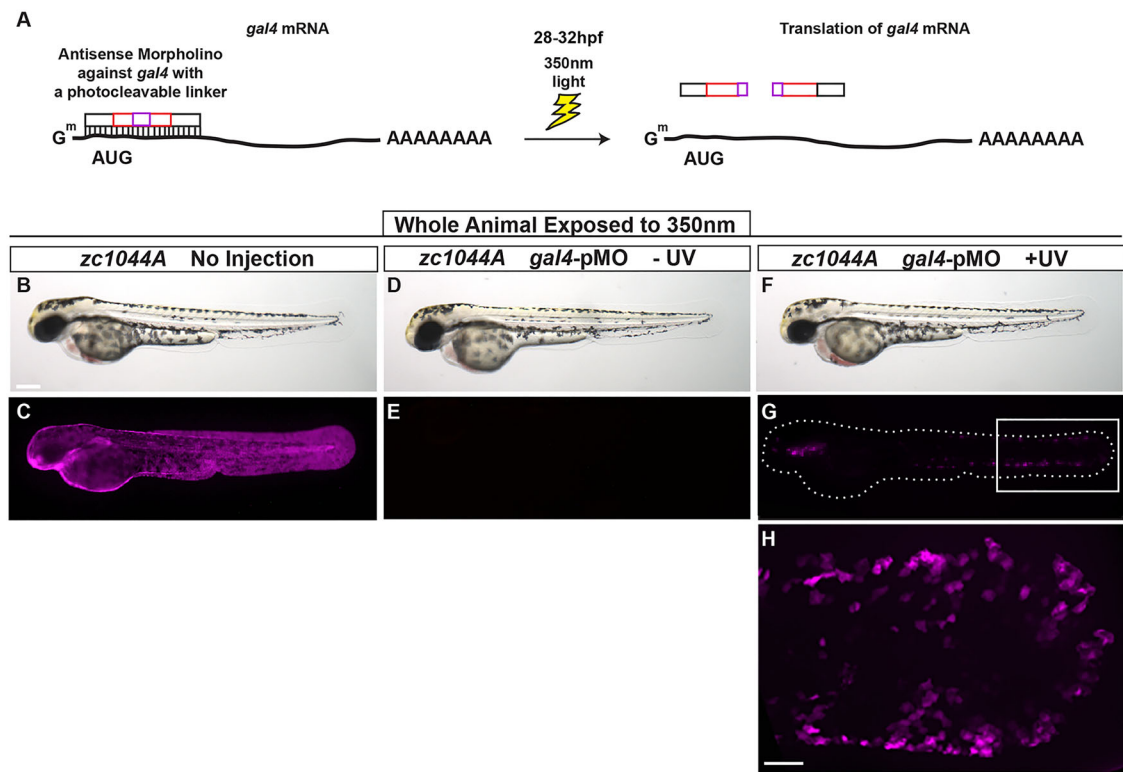 A
gal4 mRNA
Antisense Morpholino
against gal4 with
a photocleavable linker
Gm
AUG
AAAAAAAA
28-32hpf
350nm
light
Translation of gal4 mRNA
Gm
AUG
AAAAAAAA
Whole Animal Exposed to 350nm
zc1044A No Injection
zc1044A gal4-pMO - UV
zc1044A gal4-pMO +UV
B
D
F
C
E
G
H